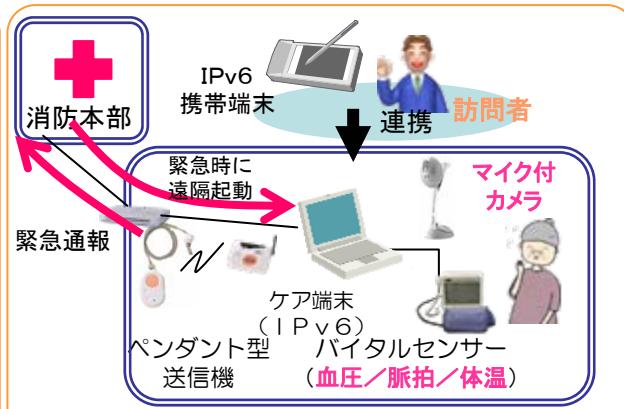 IPv6
携帯端末
消防本部
連携
訪問者
緊急時に
遠隔起動
マイク付
カメラ
緊急通報
ケア端末
（ＩＰｖ６）
ペンダント型
送信機
バイタルセンサー
（血圧／脈拍／体温）